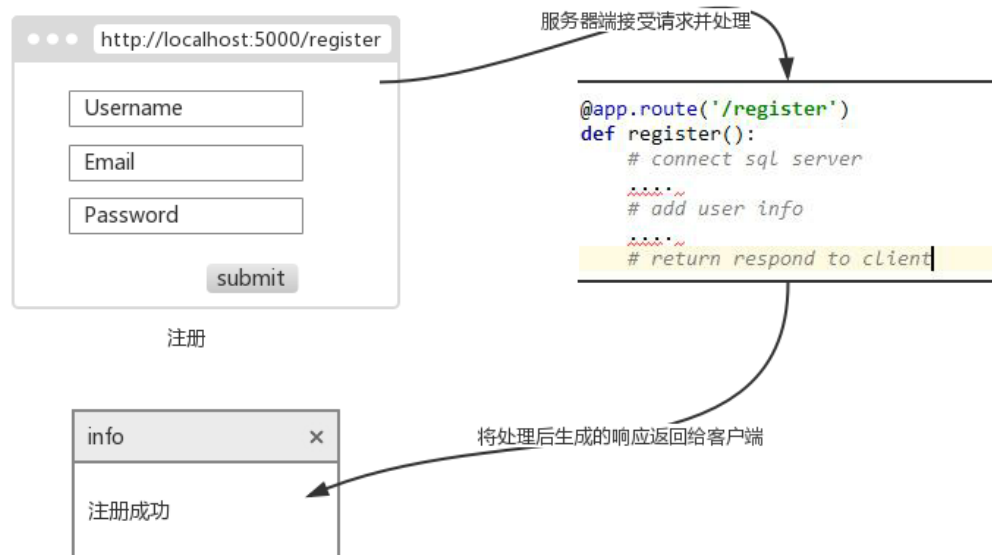 服务器端接受请求并处理
http://localhost:5000/register
Username
Email
Password
submit
注册
@app.route('/register')
def register():
# connect sql server
.....
# add user info
.....
# return respond to client
将处理后生成的响应返回给客户端
info ×
注册成功